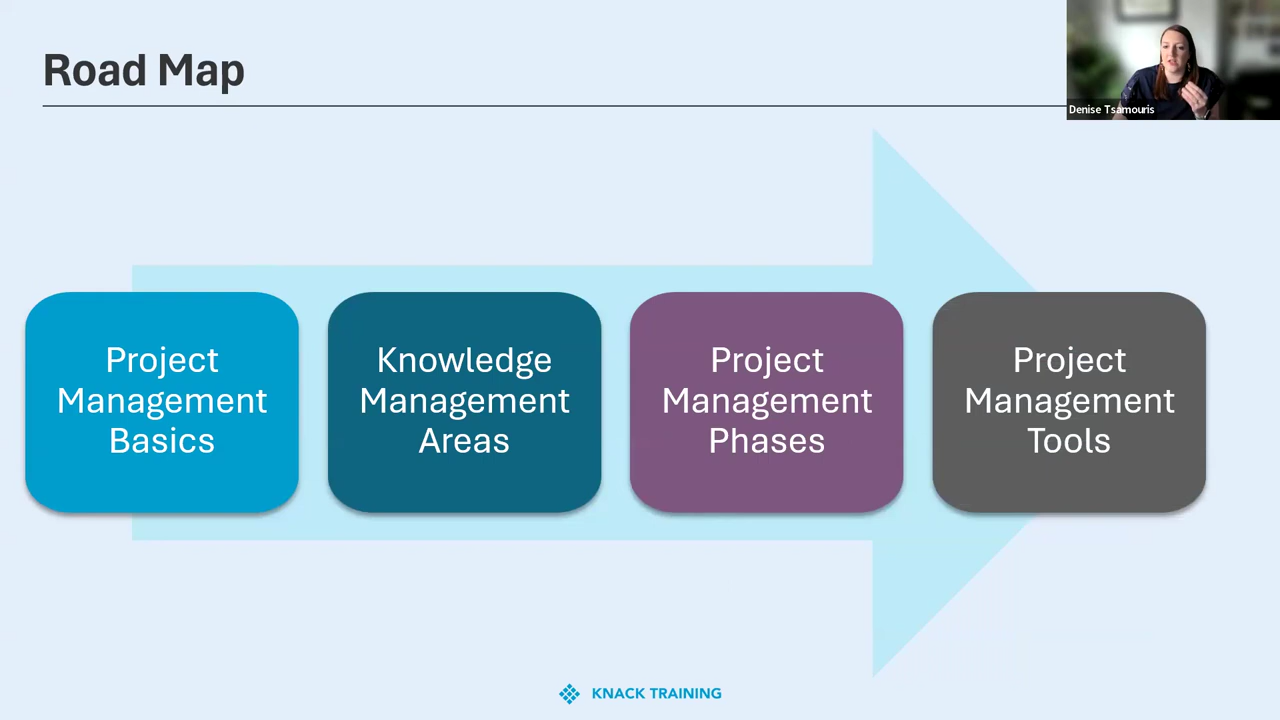 Road Map
Denise Tsamouris
Project
Management
Basics
Knowledge
Management
Areas
Project
Management
Phases
Project
Management
Tools
KNACK TRAINING